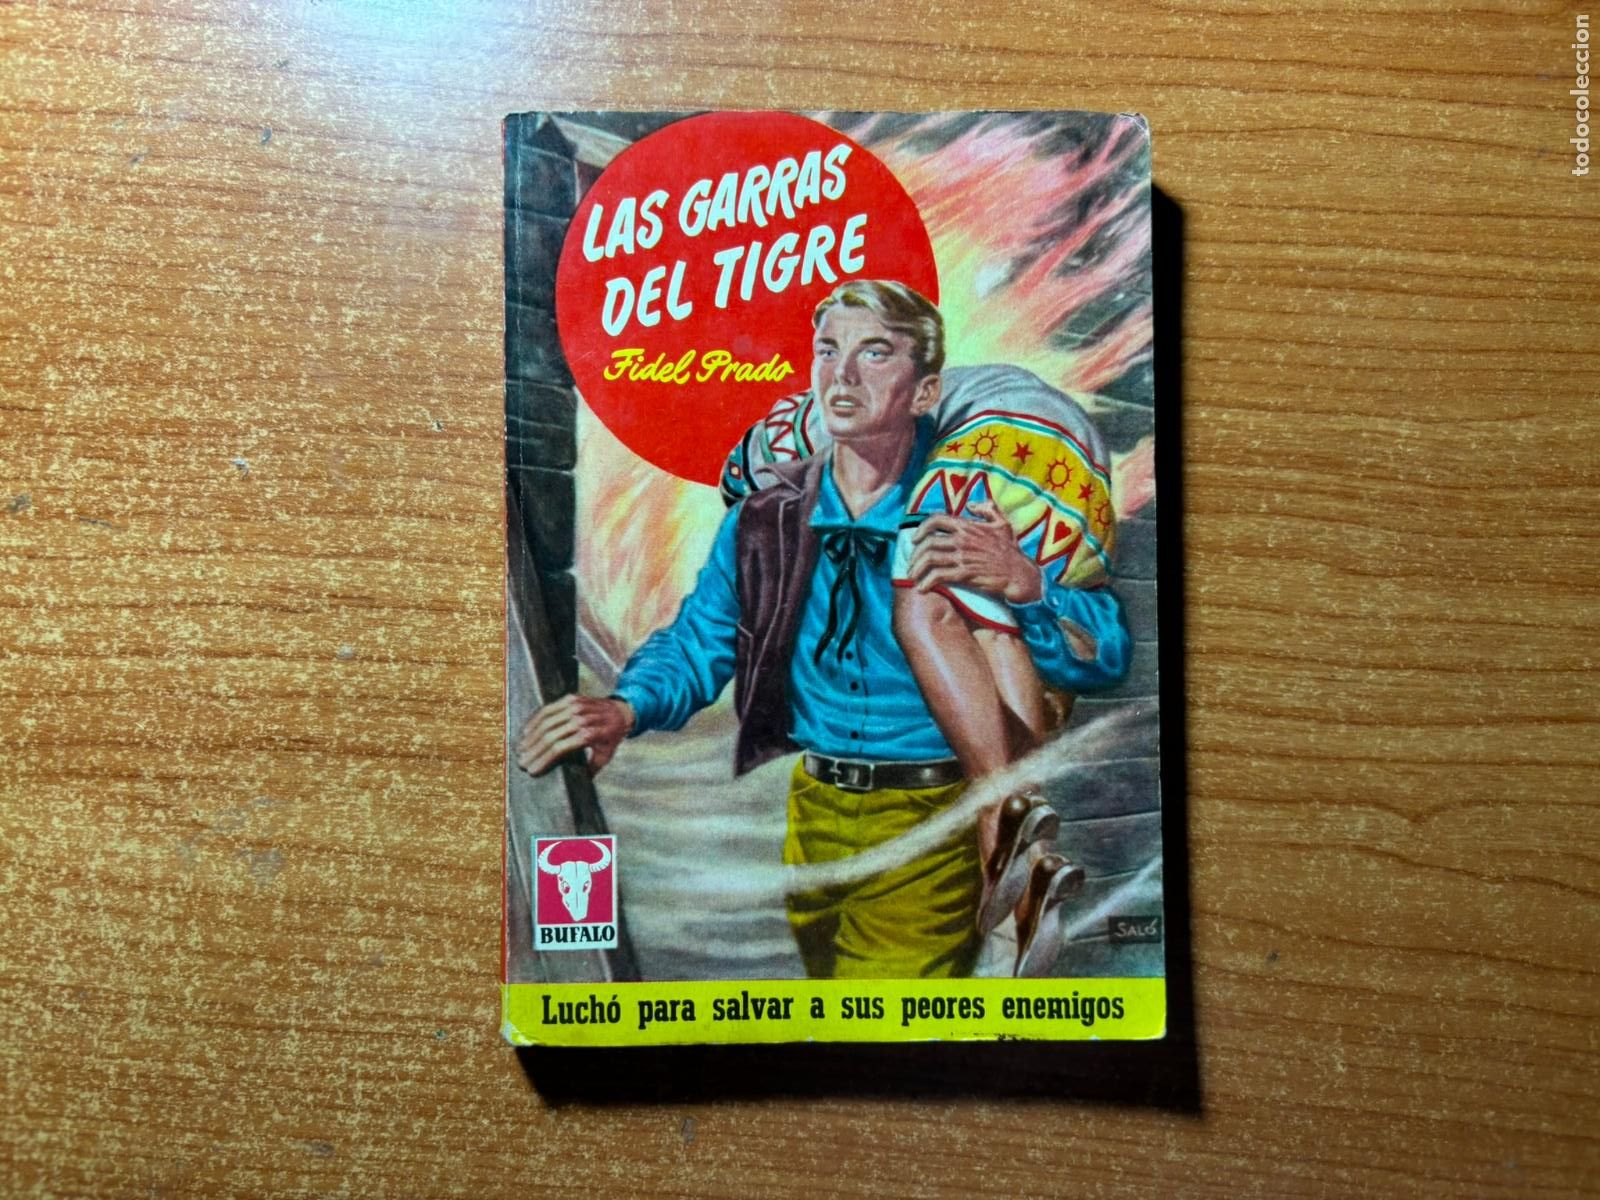 LAS GARRAS
DEL TIGRE
Fidel Prado
BUFALO
SALÓ
Luchó para salvar a sus peores enemigos
todocoleccion